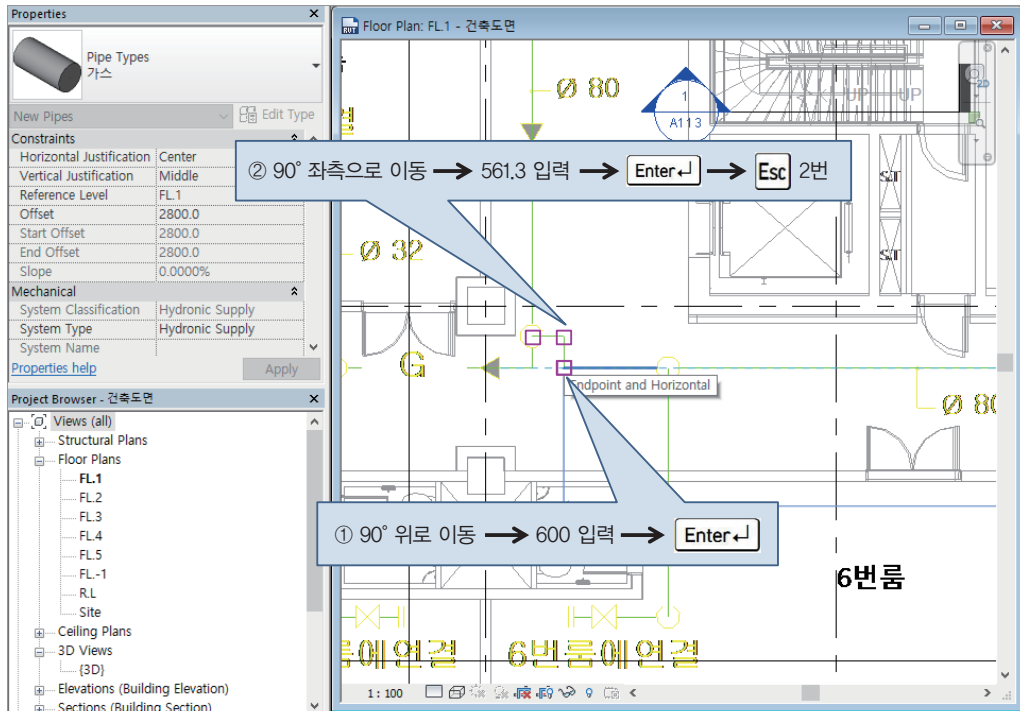 Properties
Pipe Types
가스
New Pipes
Edit Type
Constraints
Horizontal Justification Center
Vertical Justification Middle
Reference Level FL.1
Offset 2800.0
Start Offset 2800.0
End Offset 2800.0
Slope 0.0000%
Mechanical
System Classification Hydronic Supply
System Type Hydronic Supply
System Name
Properties help
Apply
Project Browser - 건축도면
Views (all)
Structural Plans
Floor Plans
FL.1
FL.2
FL.3
FL.4
FL.5
FL.-1
R.L
Site
Ceiling Plans
3D Views
{3D}
Elevations (Building Elevation)
Sections (Building Section)
Floor Plan: FL.1 - 건축도면
2D
Ø 80
1
A113
UP UP
② 90° 좌측으로 이동 → 561.3 입력 → Enter↵ → Esc 2번
Ø 32
G
Endpoint and Horizontal
① 90° 위로 이동 → 600 입력 → Enter↵
6번룸
룸에연결
6번룸에연결
1 : 100